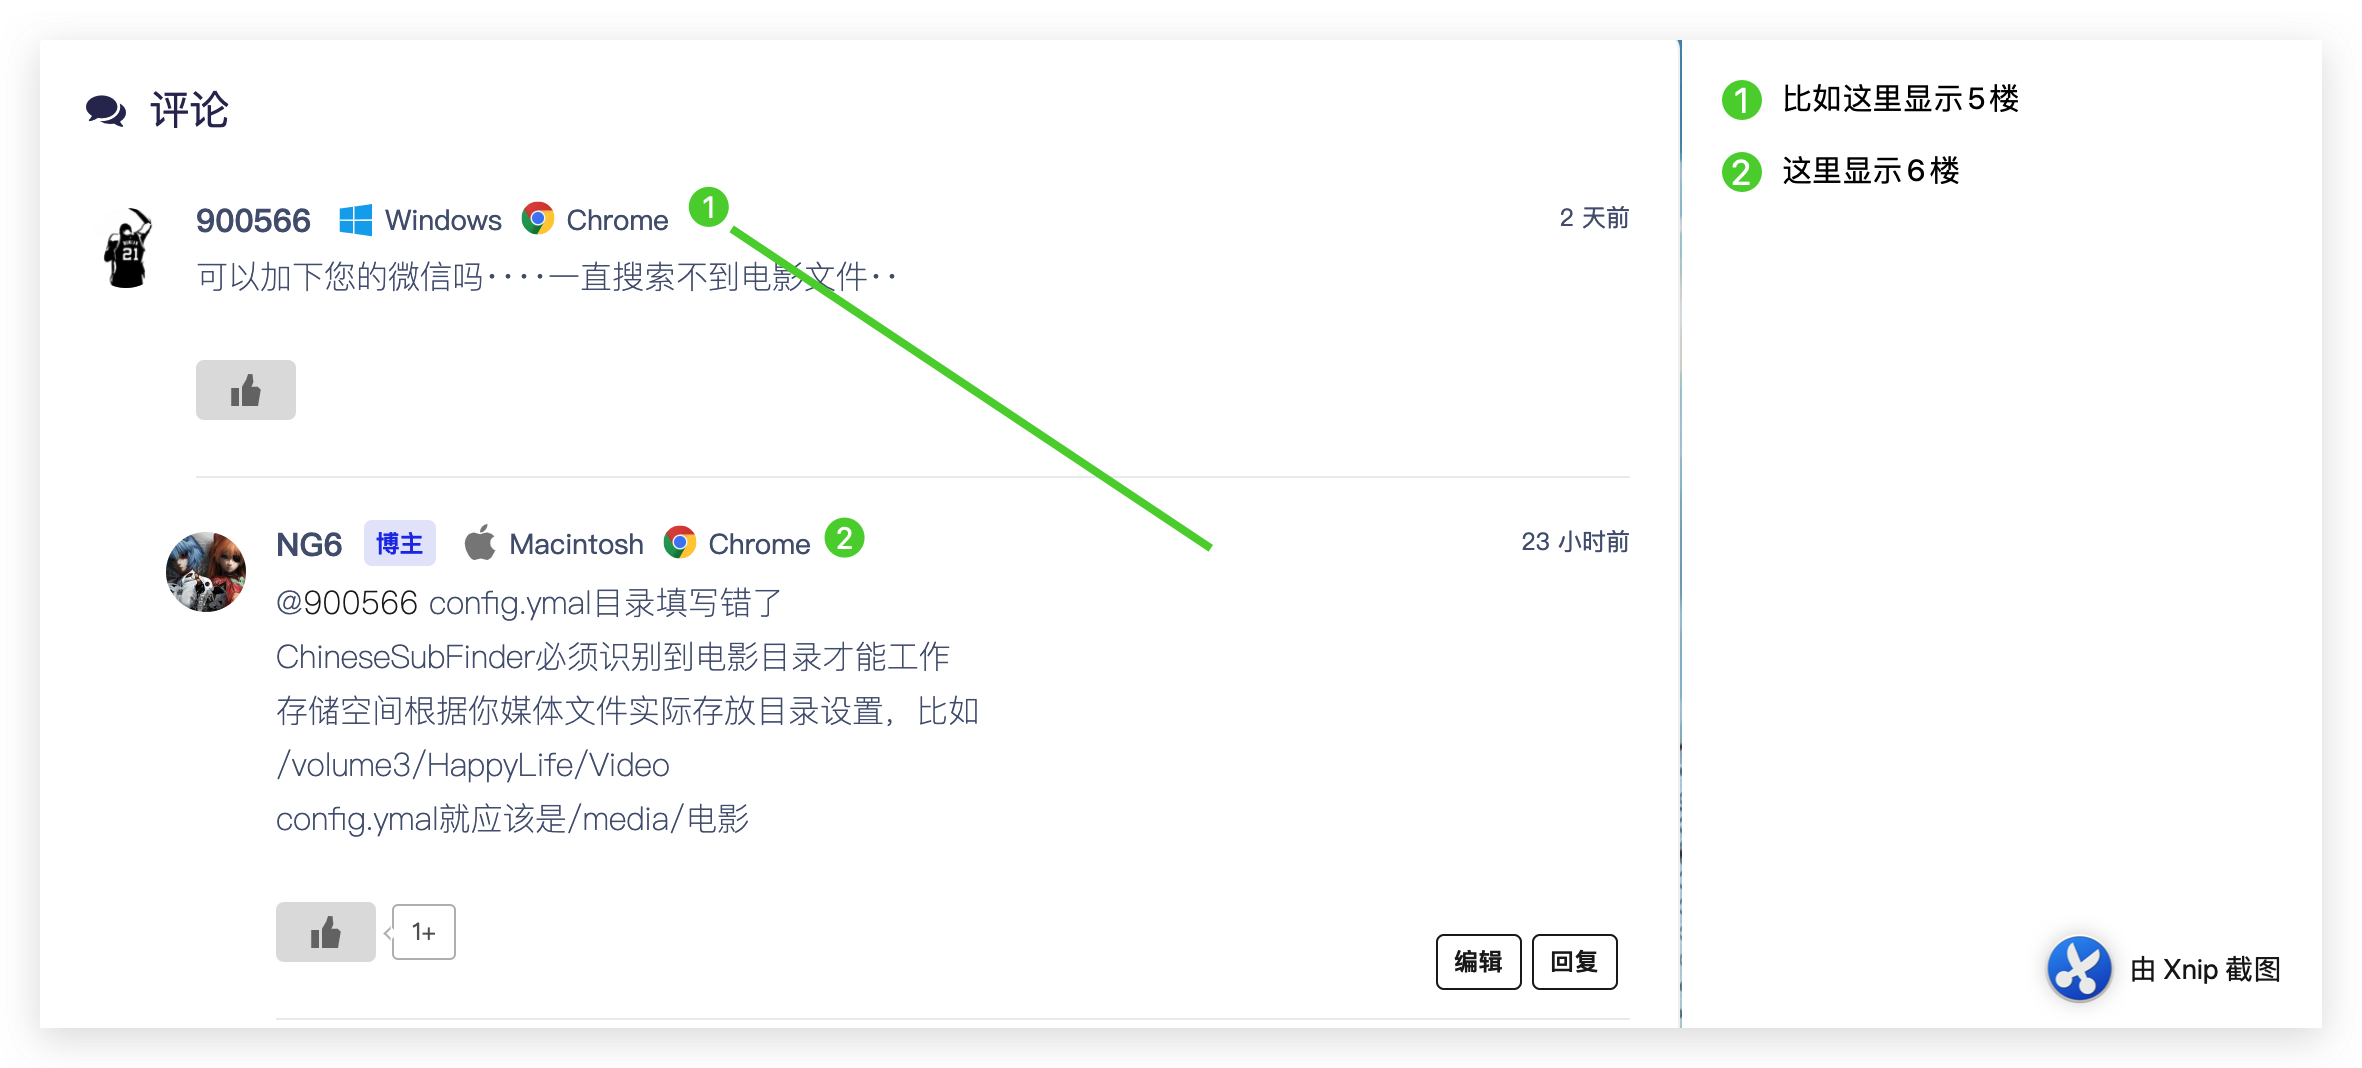 评论
900566 Windows Chrome 1
2 天前
可以加下您的微信吗····一直搜索不到电影文件··
21
NG6 博主 Macintosh Chrome 2
23 小时前
@900566 config.ymal目录填写错了
ChineseSubFinder必须识别到电影目录才能工作
存储空间根据你媒体文件实际存放目录设置，比如
/volume3/HappyLife/Video
config.ymal就应该是/media/电影
1+
编辑 回复
1 比如这里显示5楼
2 这里显示6楼
由 Xnip 截图